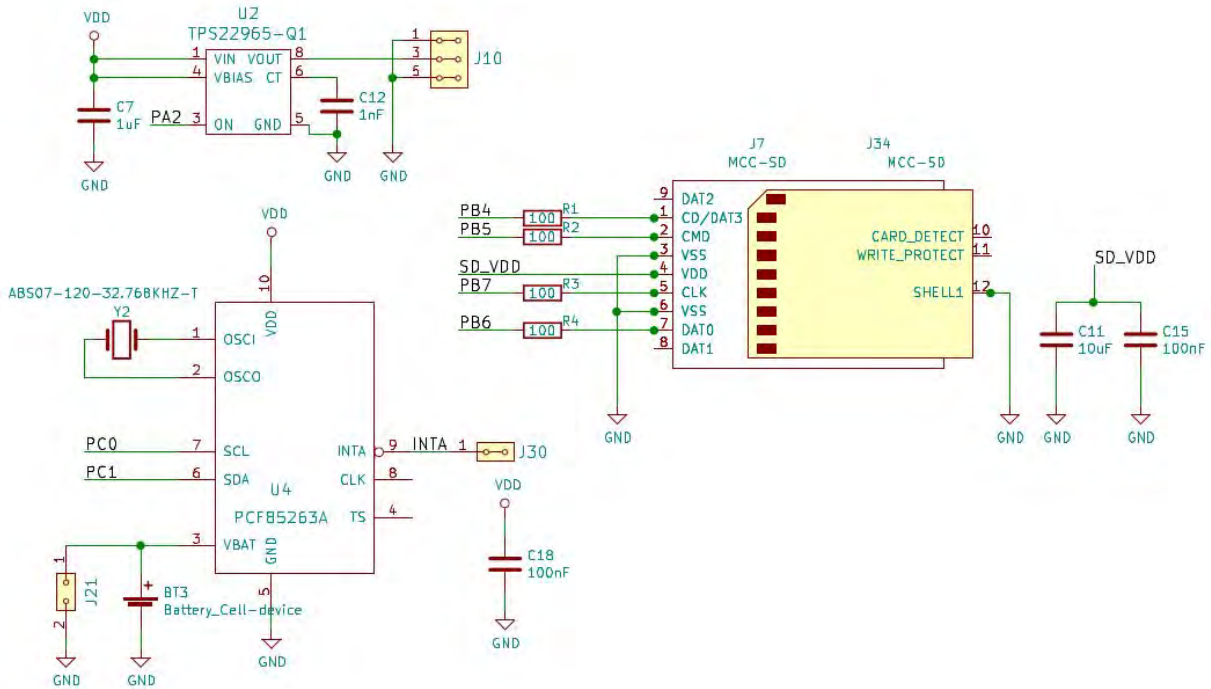 U2
TPS22965-Q1
VDD
1 VIN VOUT 8
4 VBIAS CT 6
PA2 3 ON GND 5
C7
1uF
GND
C12
1nF
GND
1
3
5
J10
GND
VDD
10
VDD
ABS07-120-32.768KHZ-T
Y2
1 OSCI
2 OSCO
PC0 7 SCL
PC1 6 SDA
INTA 9 INTA 1 J30
CLK 8
TS 4
U4
PCF85263A
3 VBAT
GND
5
GND
1
J21
2
GND
BT3
+
Battery_Cell-device
GND
VDD
C18
100nF
GND
J7
MCC-SD
J34
MCC-SD
9 DAT2
PB4 100 R1 1 CD/DAT3
PB5 100 R2 2 CMD
3 VSS
SD_VDD 4 VDD
PB7 100 R3 5 CLK
6 VSS
PB6 100 R4 7 DAT0
8 DAT1
CARD_DETECT 10
WRITE_PROTECT 11
SHELL1 12
GND
GND
SD_VDD
C11
10uF
GND
C15
100nF
GND